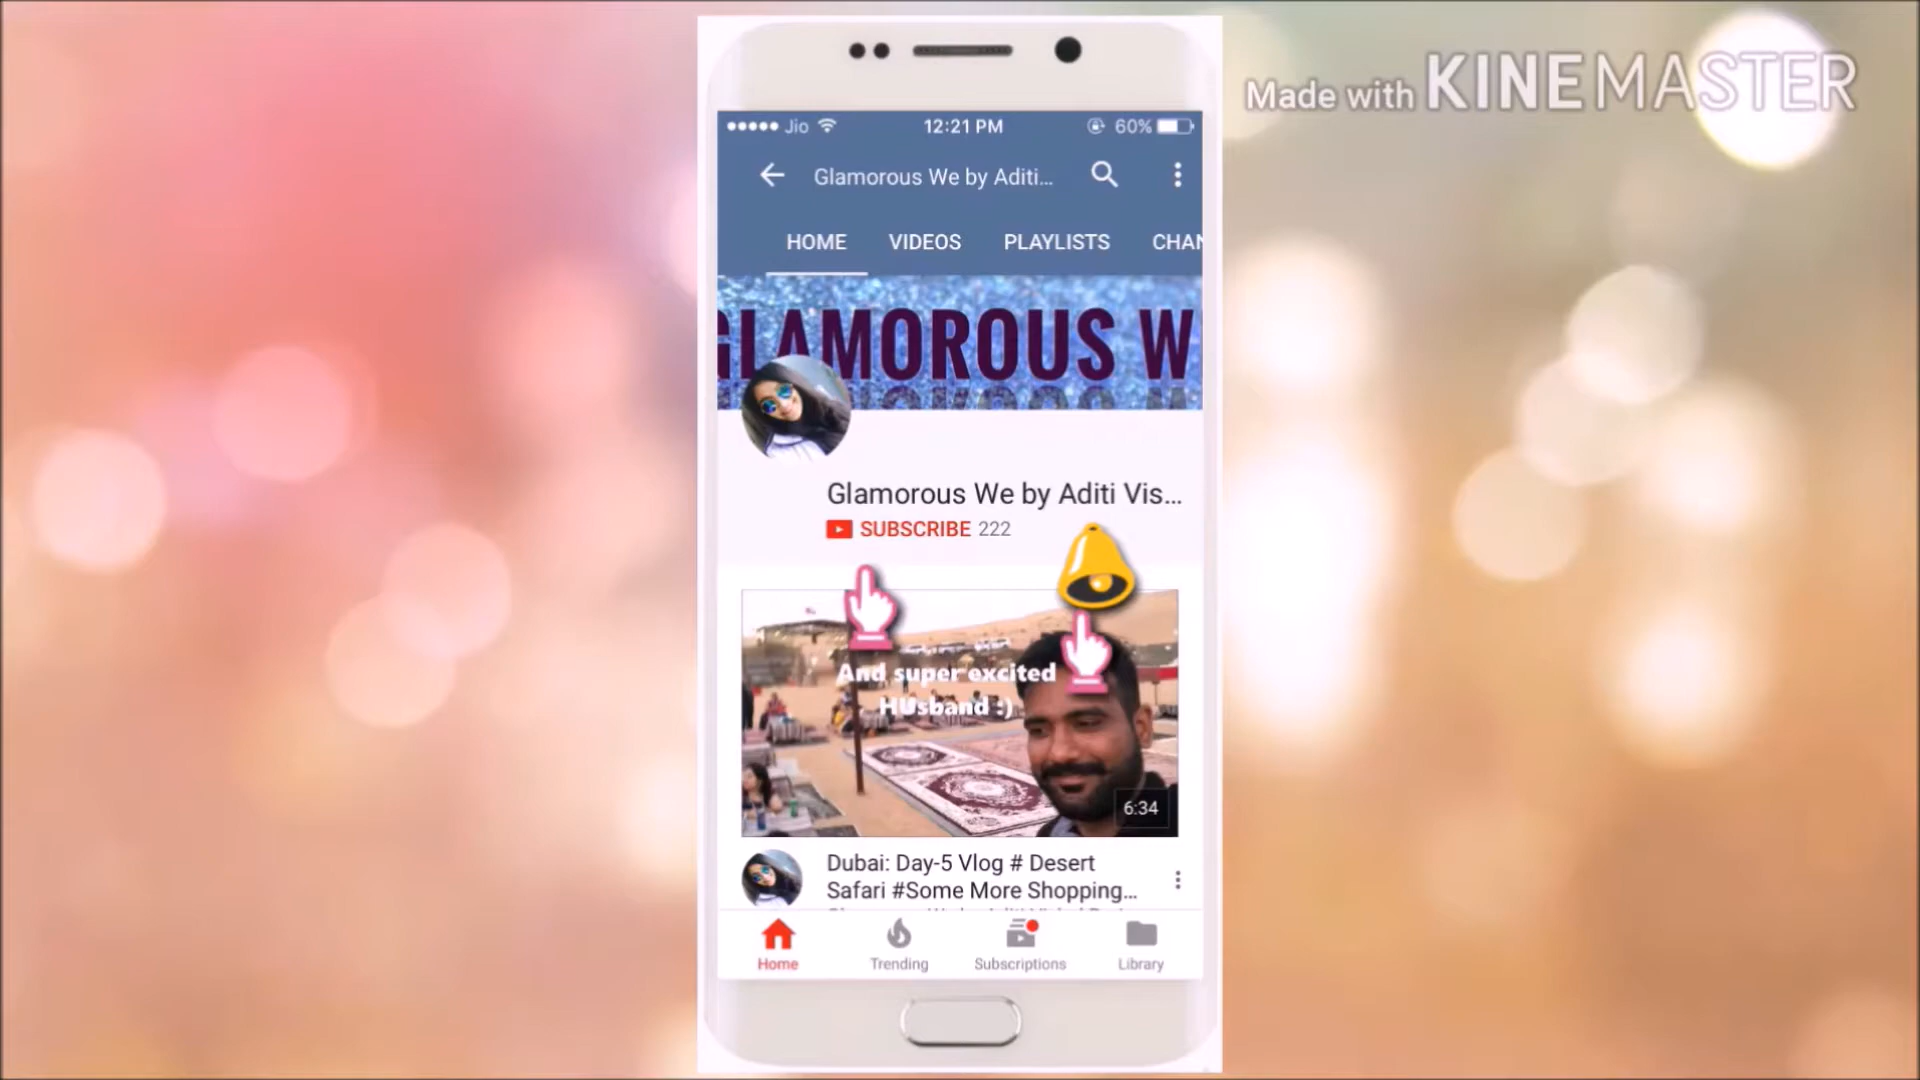 Made with KINEMASTER
Jio 12:21 PM 60%
Glamorous We by Aditi...
HOME VIDEOS PLAYLISTS CHAN
GLAMOROUS W
Glamorous We by Aditi Vis...
SUBSCRIBE 222
And super excited
HUsband :)
6:34
Dubai: Day-5 Vlog # Desert
Safari #Some More Shopping...
Home Trending Subscriptions Library